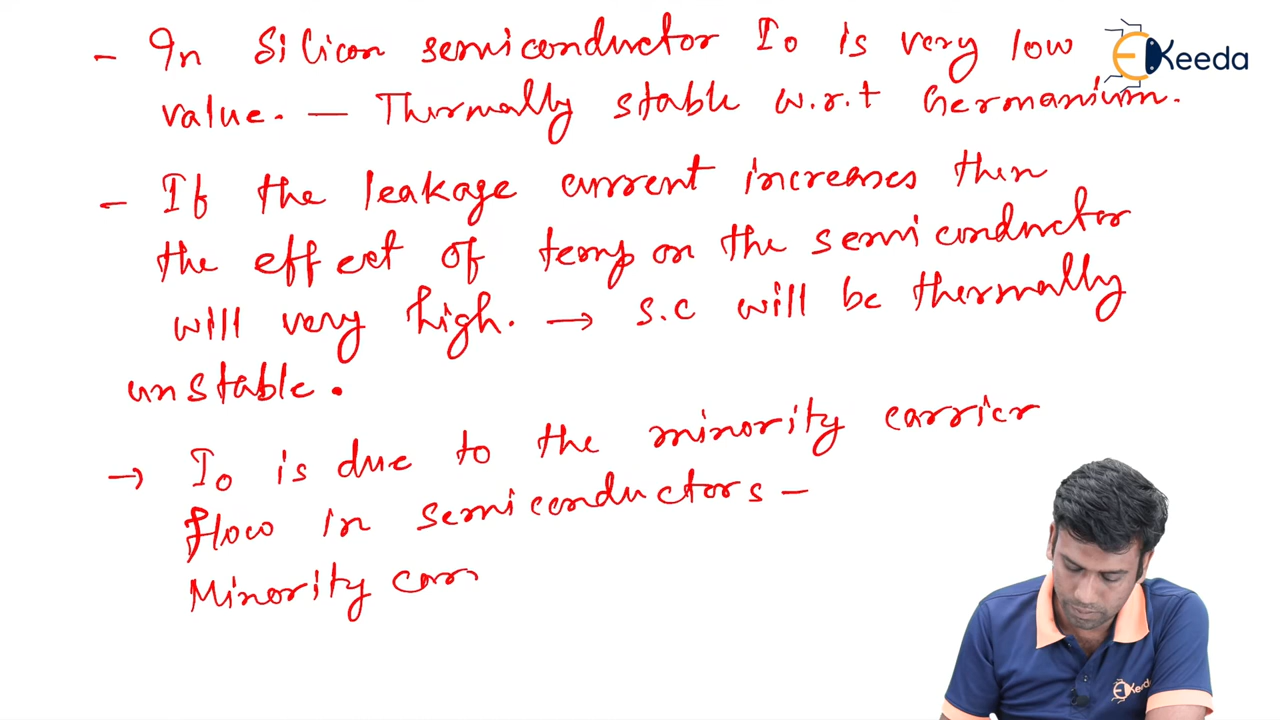 - In Silicon semiconductor Io is very low
EKeeda
value. — Thermally stable w.r.t Germanium.
- If the leakage current increases then
the effect of temp on the semiconductor
will very high. → s.c will be thermally
unstable.
→ Io is due to the minority carrier
flow in semiconductors -
Minority carr
EKeeda